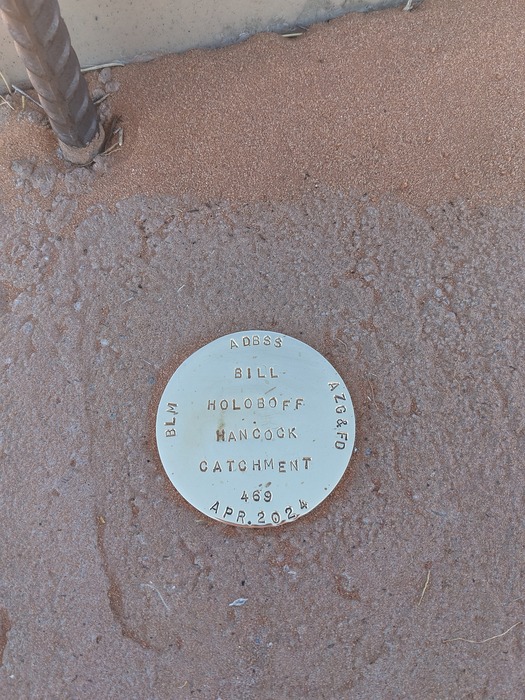 ADBSS
BILL
HOLOBOFF
HANCOCK
CATCHMENT
469
APR. 2024
BLM
AZG&FD